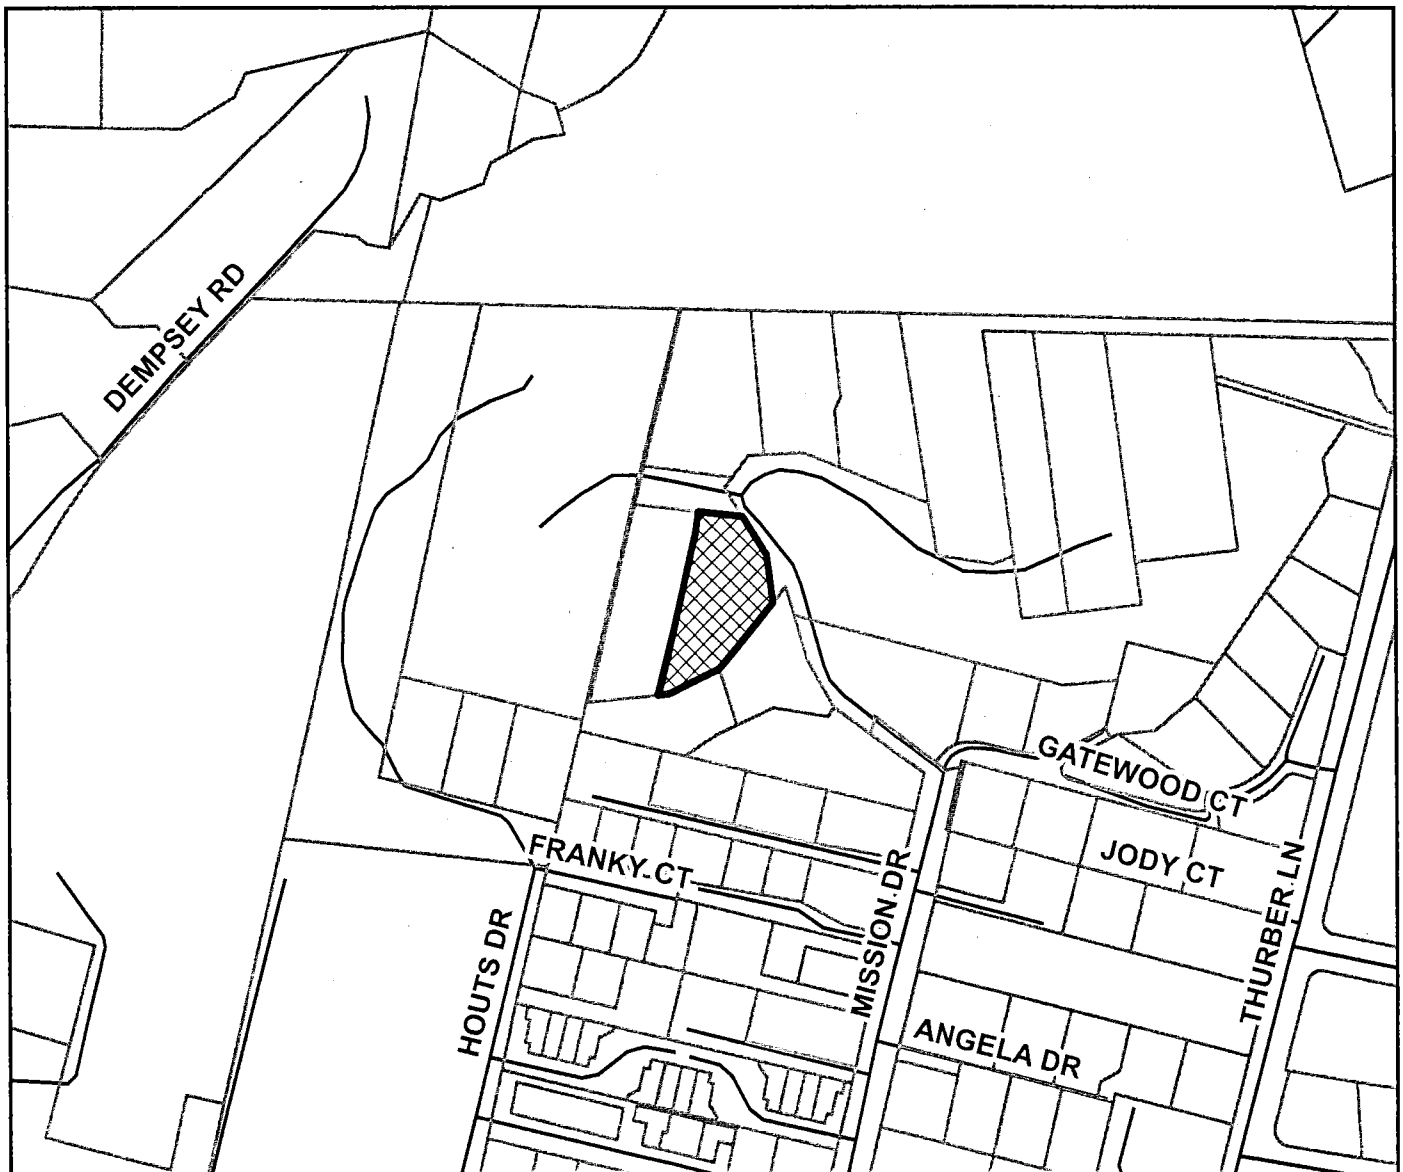 DEMPSEY RD
GATEWOOD CT
FRANKY CT
JODY CT
MISSION DR
THURBER LN
HOUTS DR
ANGELA DR